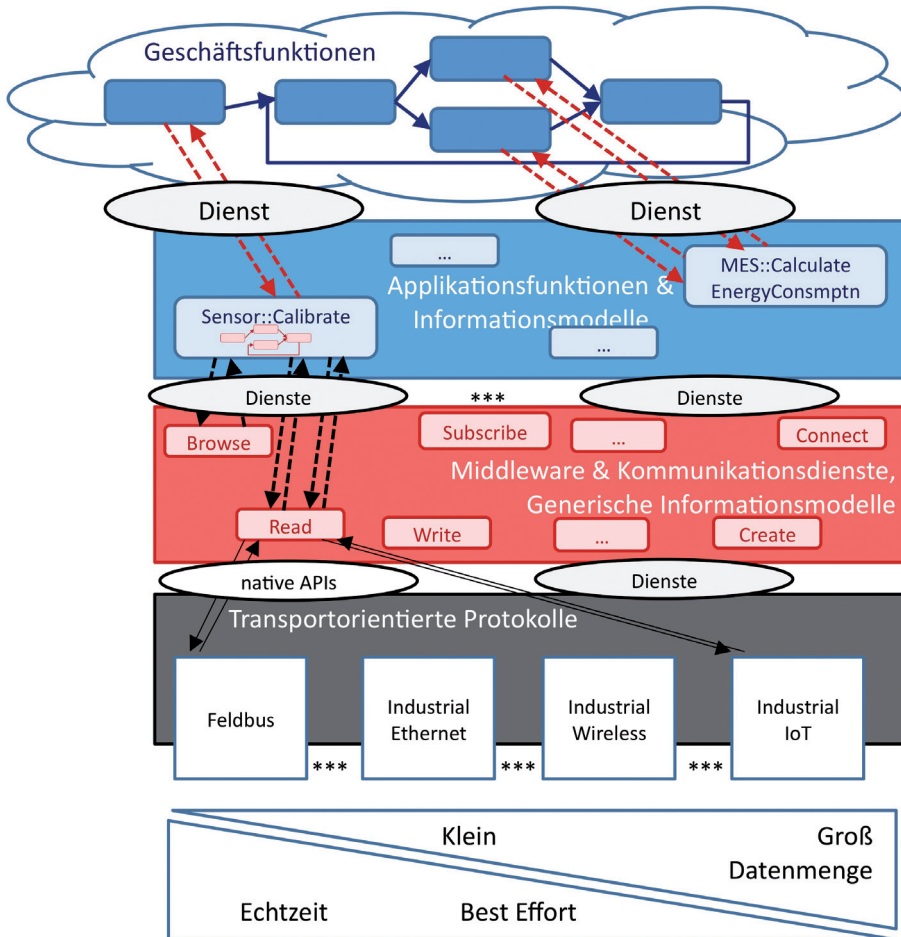 Geschäftsfunktionen
Dienst
Dienst
...
MES::Calculate
EnergyConsmptn
Applikationsfunktionen &
Informationsmodelle
Sensor::Calibrate
...
Dienste
***
Dienste
Browse
Subscribe
...
Connect
Middleware & Kommunikationsdienste,
Generische Informationsmodelle
Read
Write
...
Create
native APIs
Dienste
Transportorientierte Protokolle
Feldbus
Industrial
Ethernet
Industrial
Wireless
Industrial
IoT
***
***
***
Klein
Groß
Datenmenge
Echtzeit
Best Effort